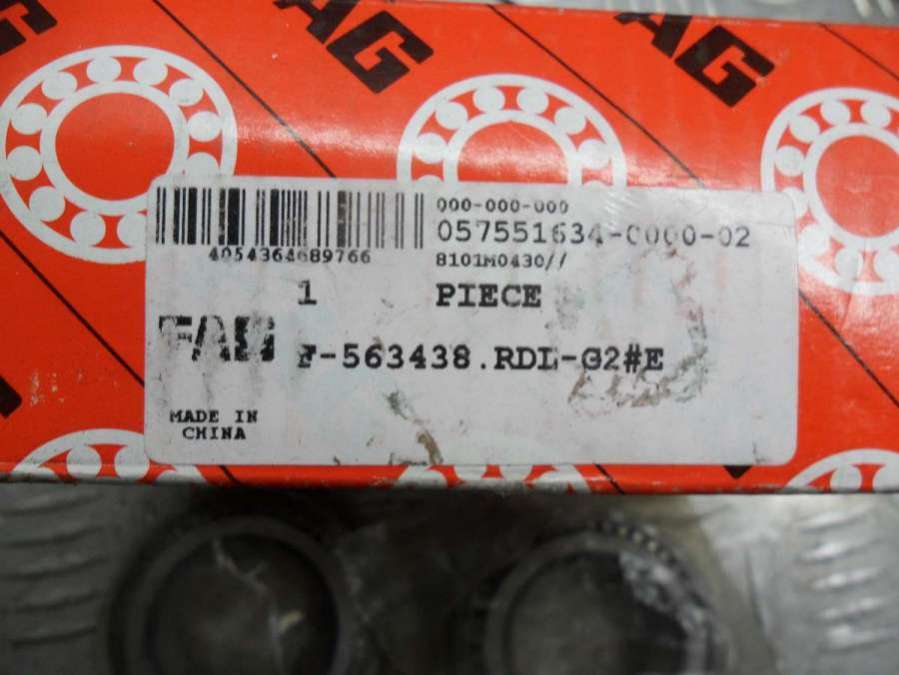 AG
AG
000-000-000
057551634-0000-02
4054364689766
8101M0430//
1 PIECE
FAG
F-563438.RDL-G2#E
MADE IN
CHINA